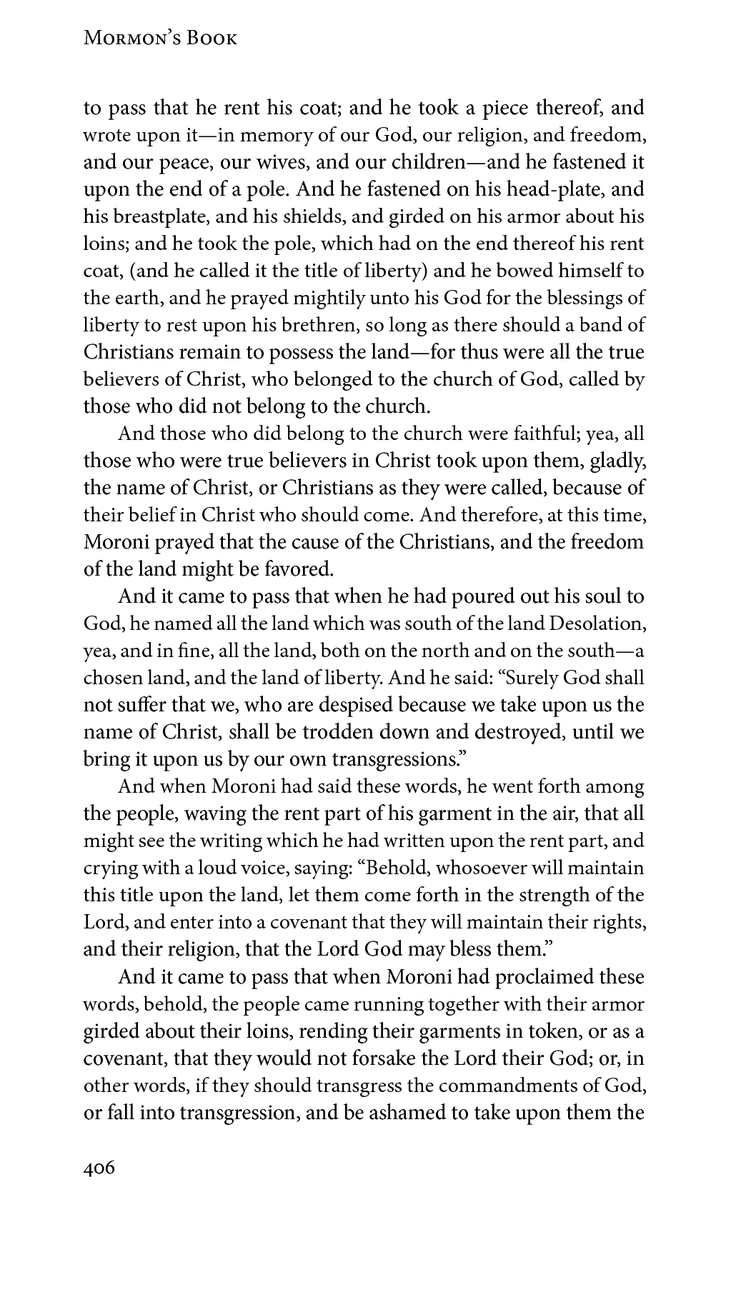 Mormon’s Book
to pass that he rent his coat; and he took a piece thereof, and
wrote upon it—in memory of our God, our religion, and freedom,
and our peace, our wives, and our children—and he fastened it
upon the end of a pole. And he fastened on his head-plate, and
his breastplate, and his shields, and girded on his armor about his
loins; and he took the pole, which had on the end thereof his rent
coat, (and he called it the title of liberty) and he bowed himself to
the earth, and he prayed mightily unto his God for the blessings of
liberty to rest upon his brethren, so long as there should a band of
Christians remain to possess the land—for thus were all the true
believers of Christ, who belonged to the church of God, called by
those who did not belong to the church.
And those who did belong to the church were faithful; yea, all
those who were true believers in Christ took upon them, gladly,
the name of Christ, or Christians as they were called, because of
their belief in Christ who should come. And therefore, at this time,
Moroni prayed that the cause of the Christians, and the freedom
of the land might be favored.
And it came to pass that when he had poured out his soul to
God, he named all the land which was south of the land Desolation,
yea, and in fine, all the land, both on the north and on the south—a
chosen land, and the land of liberty. And he said: “Surely God shall
not suffer that we, who are despised because we take upon us the
name of Christ, shall be trodden down and destroyed, until we
bring it upon us by our own transgressions.”
And when Moroni had said these words, he went forth among
the people, waving the rent part of his garment in the air, that all
might see the writing which he had written upon the rent part, and
crying with a loud voice, saying: “Behold, whosoever will maintain
this title upon the land, let them come forth in the strength of the
Lord, and enter into a covenant that they will maintain their rights,
and their religion, that the Lord God may bless them.”
And it came to pass that when Moroni had proclaimed these
words, behold, the people came running together with their armor
girded about their loins, rending their garments in token, or as a
covenant, that they would not forsake the Lord their God; or, in
other words, if they should transgress the commandments of God,
or fall into transgression, and be ashamed to take upon them the
406